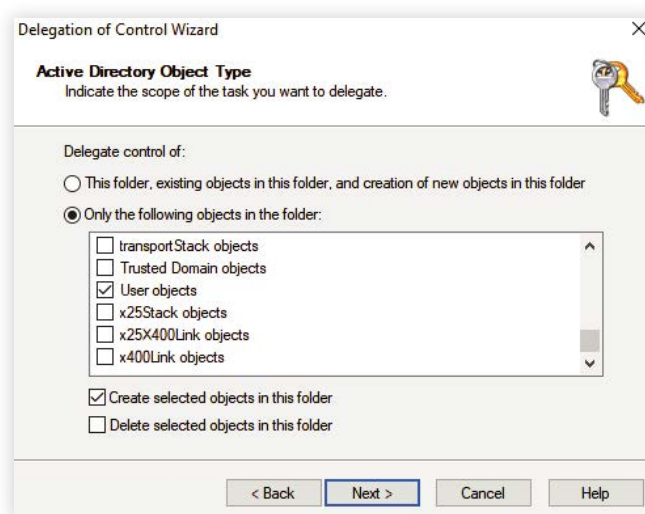 Delegation of Control Wizard
Active Directory Object Type
Indicate the scope of the task you want to delegate.
Delegate control of:
This folder, existing objects in this folder, and creation of new objects in this folder
Only the following objects in the folder:
transportStack objects
Trusted Domain objects
User objects
x25Stack objects
x25X400Link objects
x400Link objects
Create selected objects in this folder
Delete selected objects in this folder
< Back Next > Cancel Help